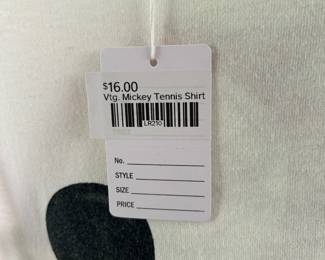 $16.00
Vtg. Mickey Tennis Shirt
LR210
No.
STYLE
SIZE
PRICE